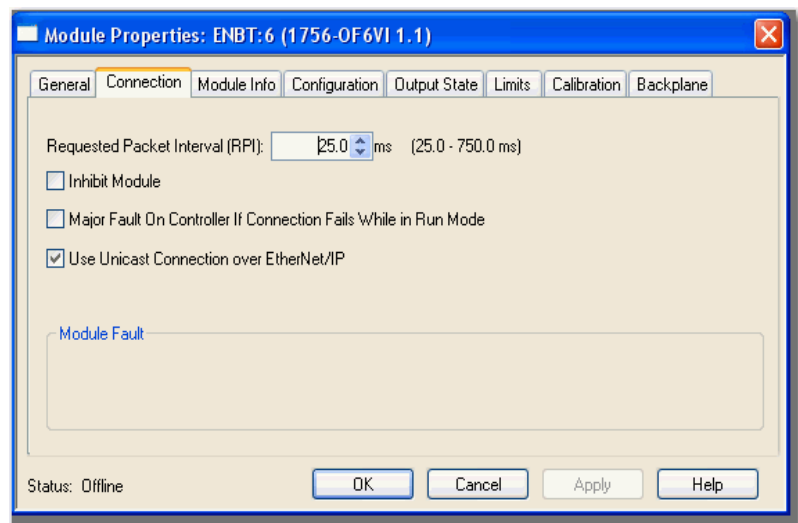 Module Properties: ENBT:6 (1756-OF6VI 1.1)
General Connection Module Info Configuration Output State Limits Calibration Backplane
Requested Packet Interval (RPI): 25.0 ms (25.0 - 750.0 ms)
Inhibit Module
Major Fault On Controller If Connection Fails While in Run Mode
Use Unicast Connection over EtherNet/IP
Module Fault
Status: Offline OK Cancel Apply Help